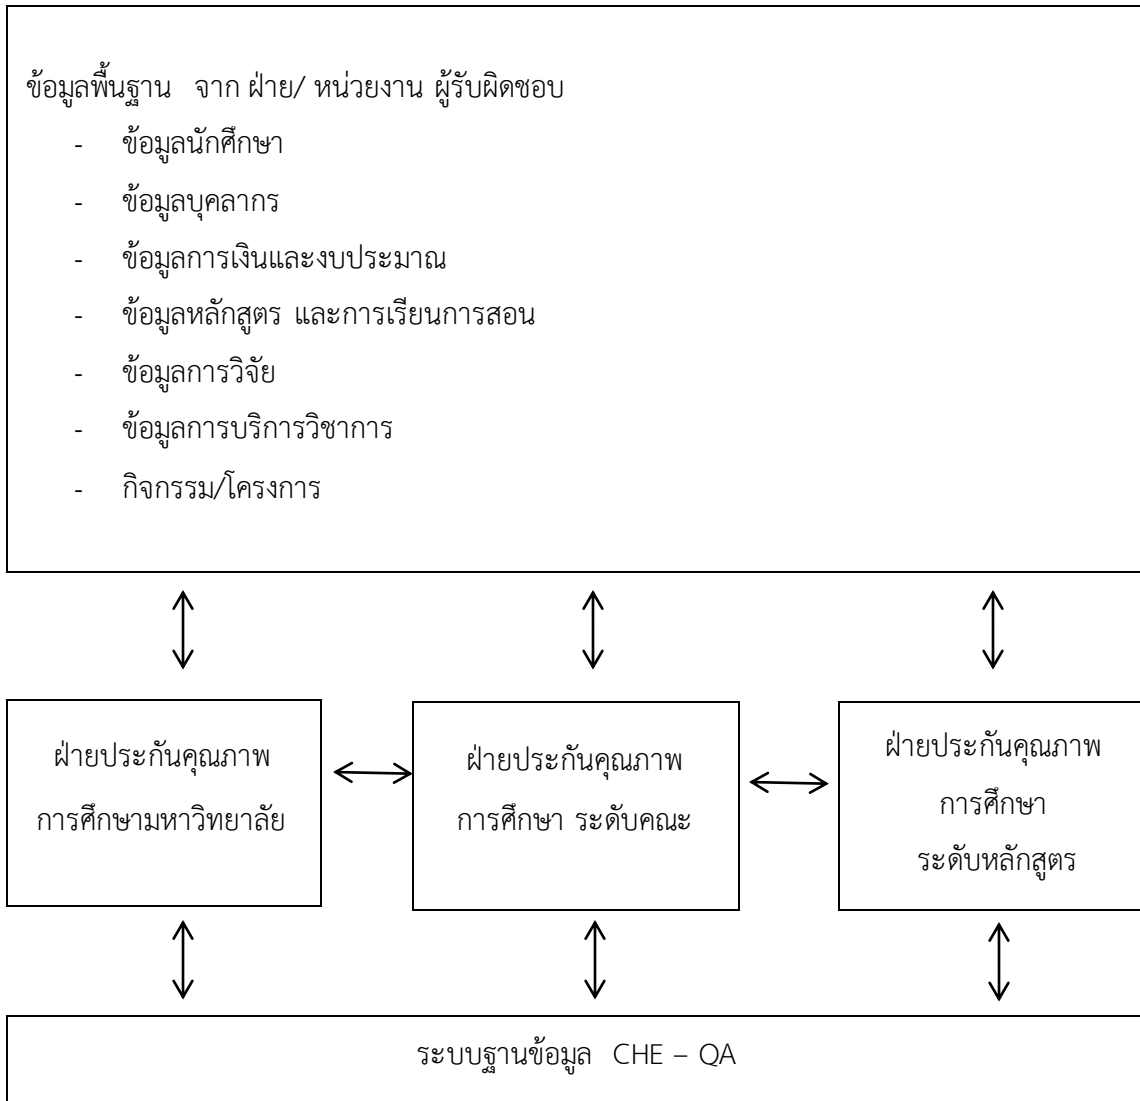 ข้อมูลพื้นฐาน จาก ฝ่าย/ หน่วยงาน ผู้รับผิดชอบ
- ข้อมูลนักศึกษา
- ข้อมูลบุคลากร
- ข้อมูลการเงินและงบประมาณ
- ข้อมูลหลักสูตร และการเรียนการสอน
- ข้อมูลการวิจัย
- ข้อมูลการบริการวิชาการ
- กิจกรรม/โครงการ
ฝ่ายประกันคุณภาพ
การศึกษามหาวิทยาลัย
ฝ่ายประกันคุณภาพ
การศึกษา ระดับคณะ
ฝ่ายประกันคุณภาพ
การศึกษา
ระดับหลักสูตร
ระบบฐานข้อมูล CHE – QA